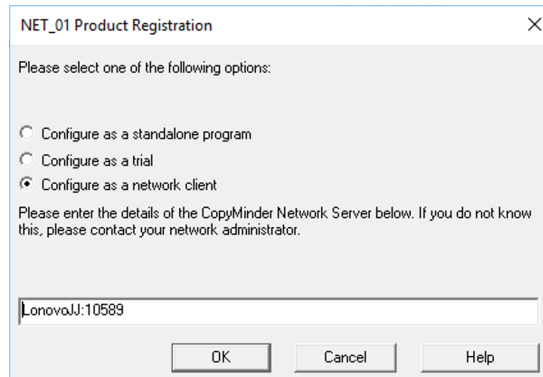 NET_01 Product Registration
Please select one of the following options:
Configure as a standalone program
Configure as a trial
Configure as a network client
Please enter the details of the CopyMinder Network Server below. If you do not know
this, please contact your network administrator.
LonovoJJ:10589
OK Cancel Help